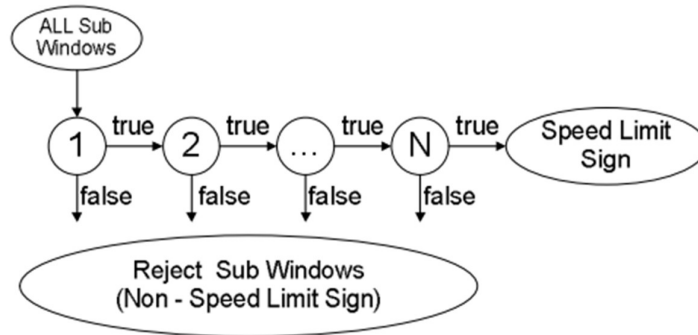 ALL Sub
Windows
true
true
true
true
1
2
...
N
Speed Limit
Sign
false
false
false
false
Reject Sub Windows
(Non - Speed Limit Sign)